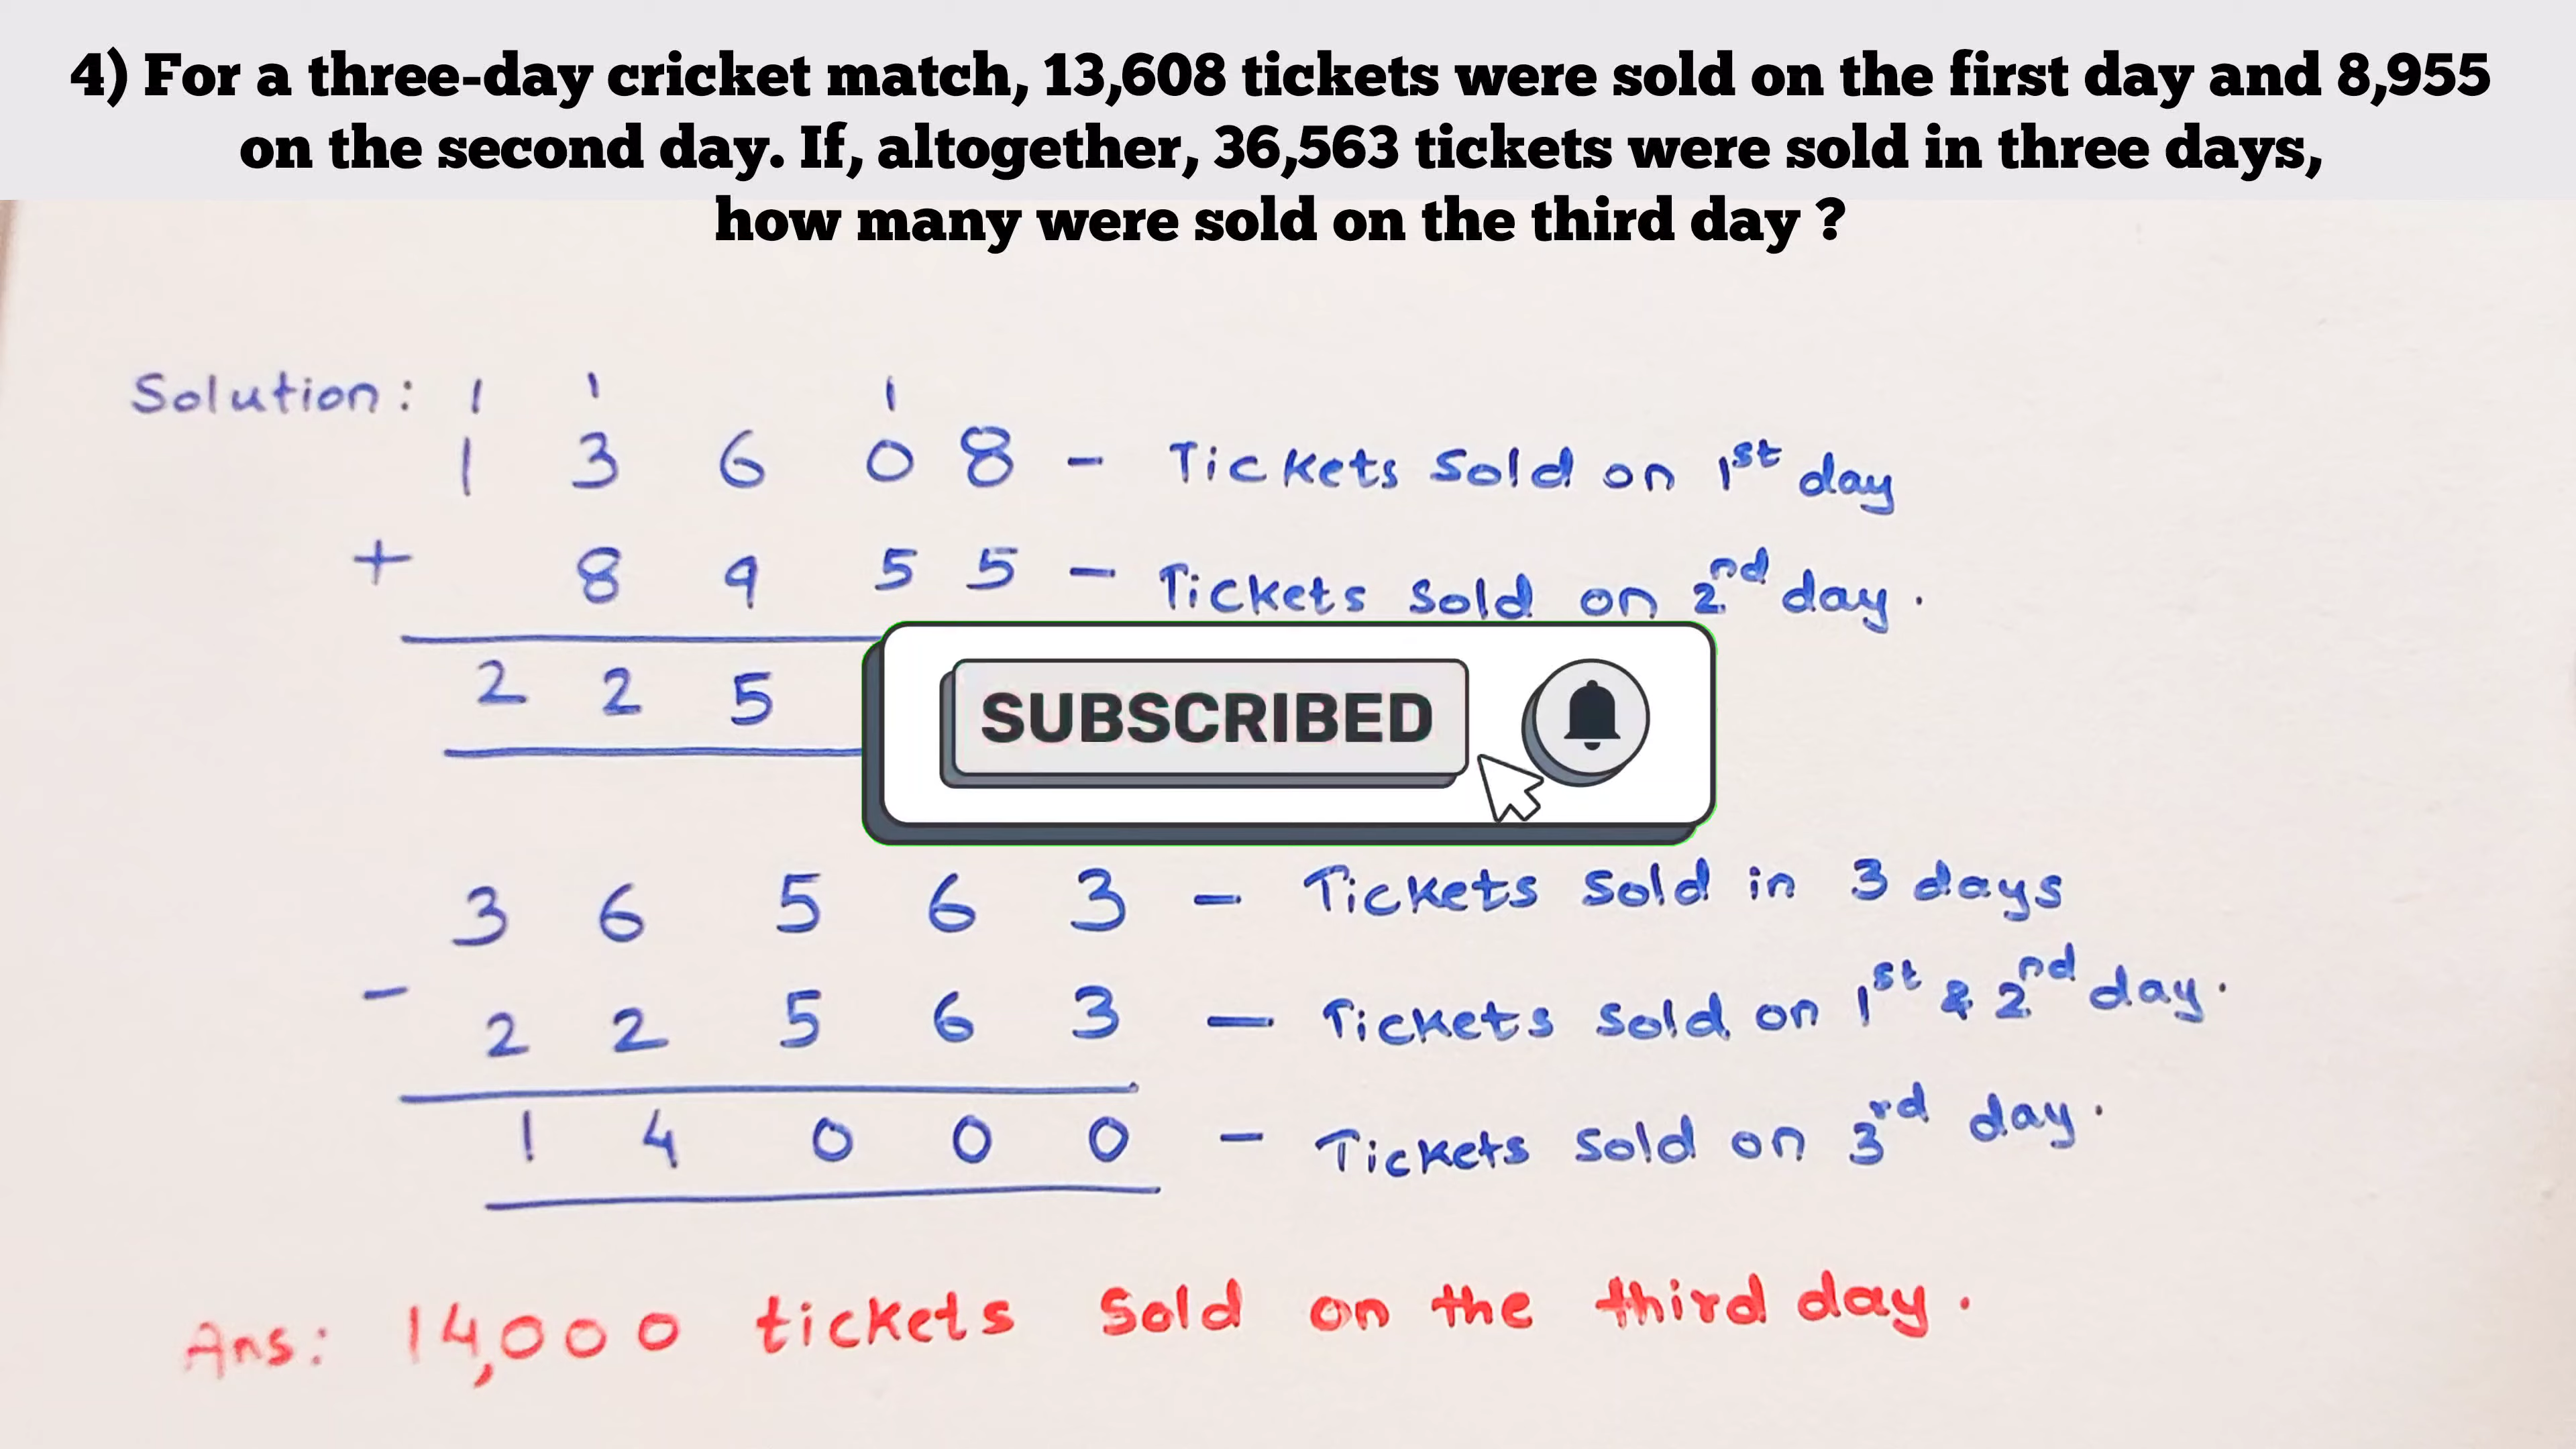 4) For a three-day cricket match, 13,608 tickets were sold on the first day and 8,955
on the second day. If, altogether, 36,563 tickets were sold in three days,
how many were sold on the third day ?
Solution: 1 1 1
1 3 6 0 8 - Tickets Sold on 1st day
+ 8 9 5 5 - Tickets Sold on 2nd day.
2 2 5
SUBSCRIBED
3 6 5 6 3 - Tickets Sold in 3 days
- 2 2 5 6 3 - Tickets Sold on 1st & 2nd day.
1 4 0 0 0 - Tickets Sold on 3rd day.
Ans: 14,000 tickets Sold on the third day.